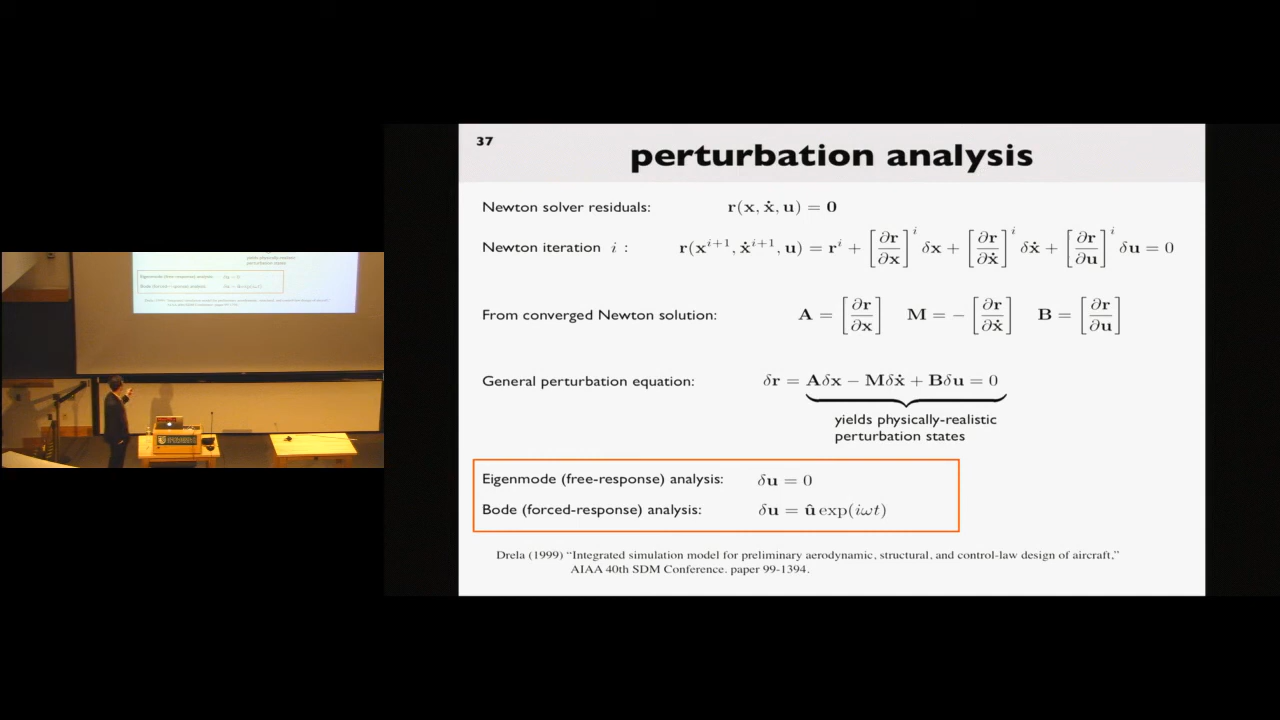 37
perturbation analysis
Newton solver residuals: r(x, ẋ, u) = 0
Newton iteration i : r(xⁱ⁺¹, ẋⁱ⁺¹, u) = rⁱ + [∂r/∂x]ⁱ δx + [∂r/∂ẋ]ⁱ δẋ + [∂r/∂u]ⁱ δu = 0
From converged Newton solution: A = [∂r/∂x] M = − [∂r/∂ẋ] B = [∂r/∂u]
General perturbation equation: δr = Aδx − Mδẋ + Bδu = 0
yields physically-realistic
perturbation states
Eigenmode (free-response) analysis: δu = 0
Bode (forced-response) analysis: δu = û exp(iωt)
Drela (1999) “Integrated simulation model for preliminary aerodynamic, structural, and control-law design of aircraft,”
AIAA 40th SDM Conference. paper 99-1394.